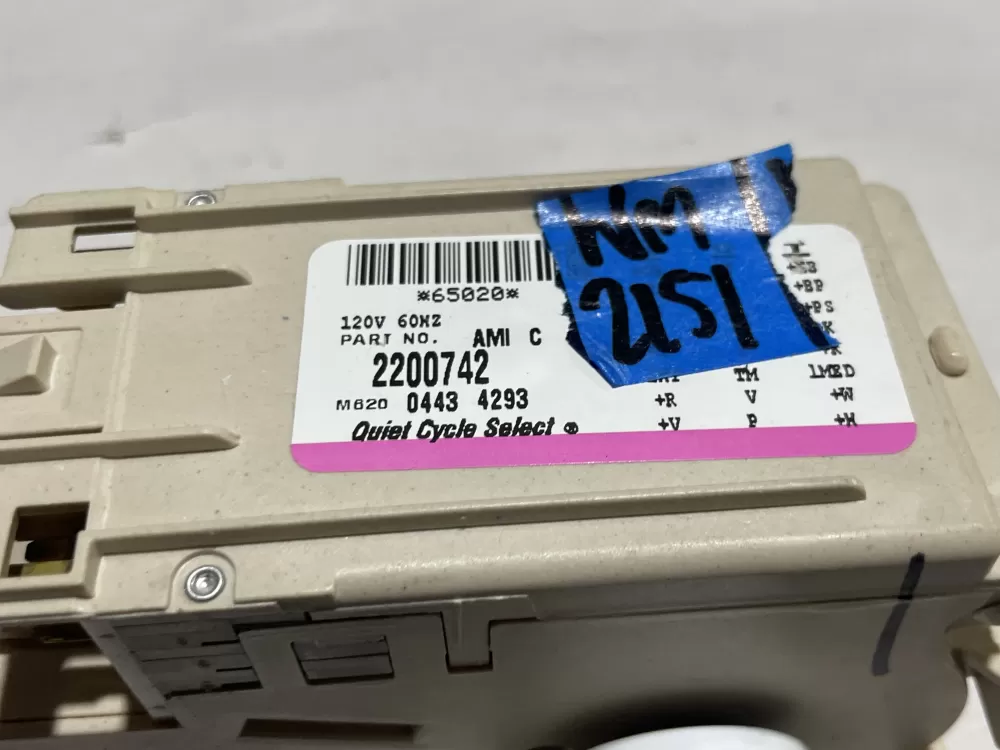 *65020*
120V 60HZ
PART NO. AMI C
2200742
M620 0443 4293
Quiet Cycle Select ®
WM
2151
+BP
+PS
TM 1MED
+R V +W
+V P +H